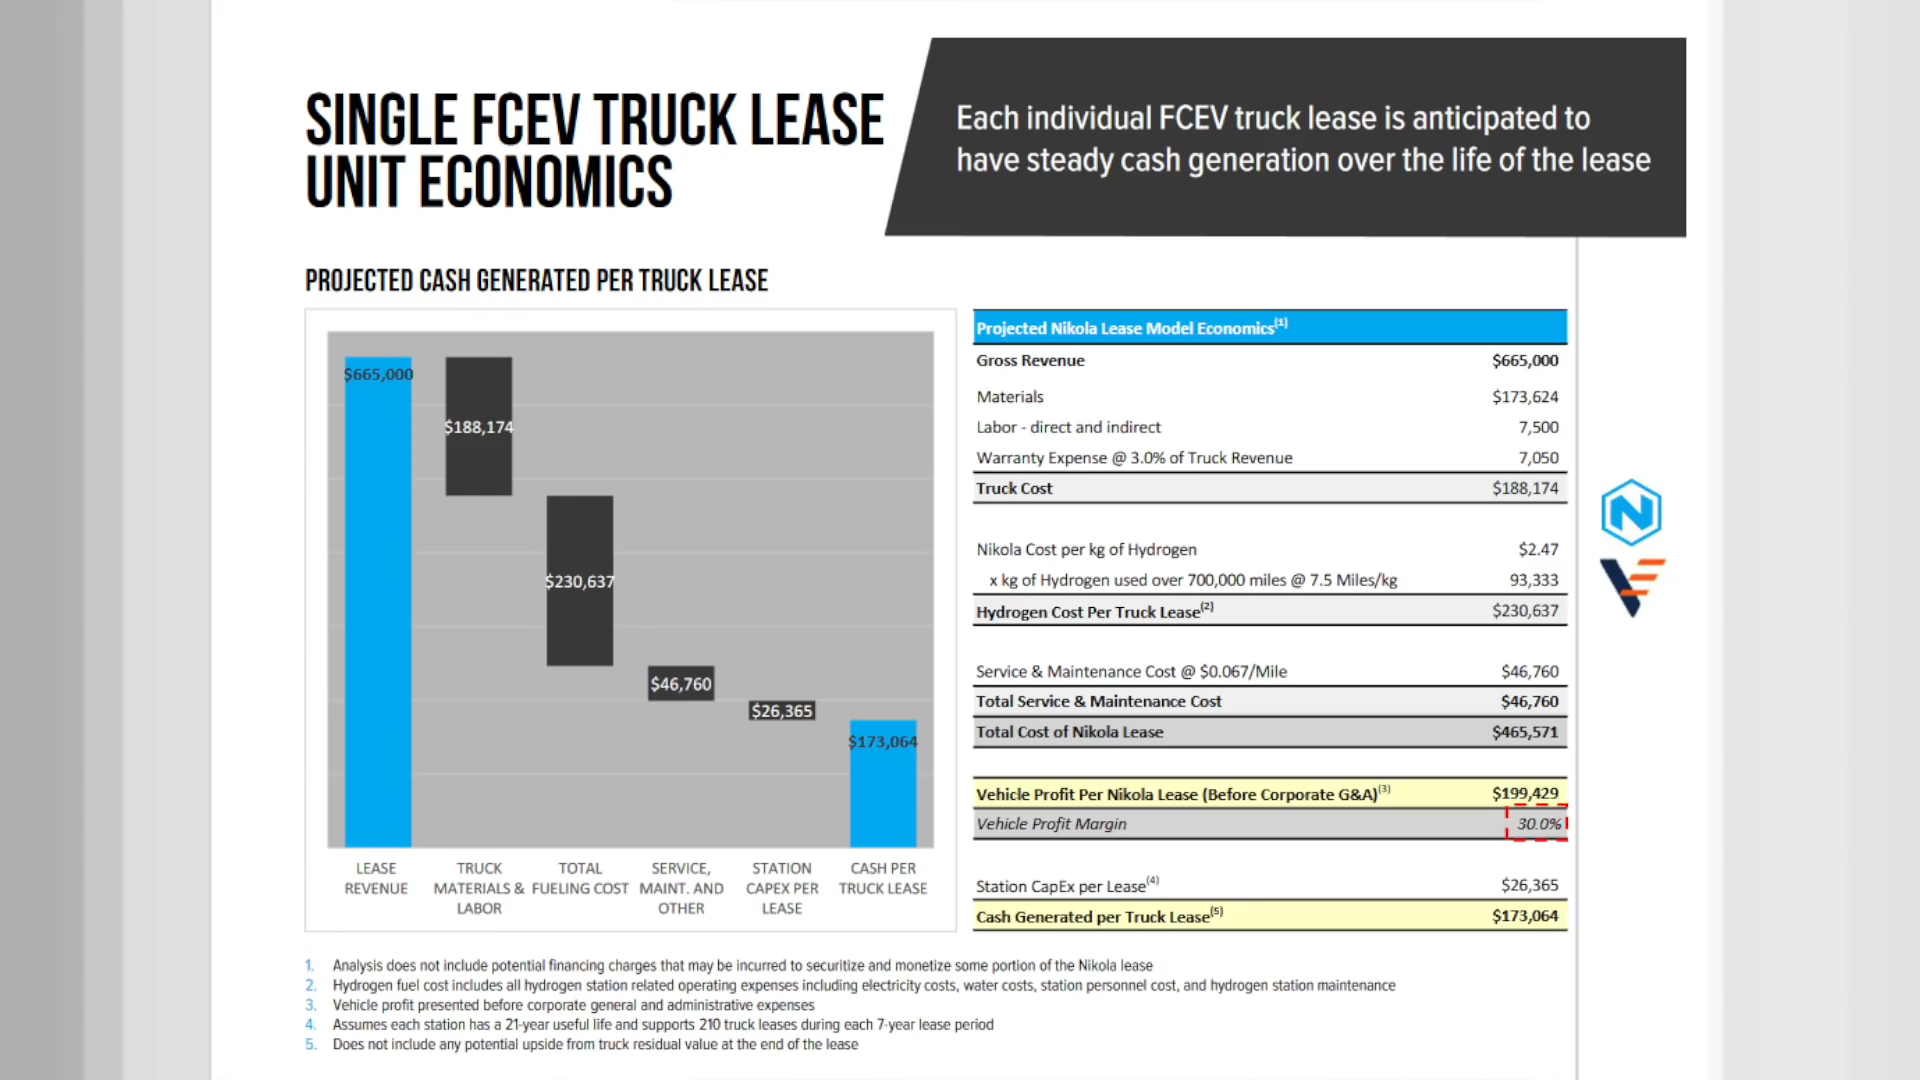 SINGLE FCEV TRUCK LEASE
UNIT ECONOMICS
Each individual FCEV truck lease is anticipated to
have steady cash generation over the life of the lease
PROJECTED CASH GENERATED PER TRUCK LEASE
$665,000
$188,174
$230,637
$46,760
$26,365
$173,064
LEASE
REVENUE
TRUCK
MATERIALS &
LABOR
TOTAL
FUELING COST
SERVICE,
MAINT. AND
OTHER
STATION
CAPEX PER
LEASE
CASH PER
TRUCK LEASE
Projected Nikola Lease Model Economics(1)
Gross Revenue $665,000
Materials $173,624
Labor - direct and indirect 7,500
Warranty Expense @ 3.0% of Truck Revenue 7,050
Truck Cost $188,174
Nikola Cost per kg of Hydrogen $2.47
x kg of Hydrogen used over 700,000 miles @ 7.5 Miles/kg 93,333
Hydrogen Cost Per Truck Lease(2) $230,637
Service & Maintenance Cost @ $0.067/Mile $46,760
Total Service & Maintenance Cost $46,760
Total Cost of Nikola Lease $465,571
Vehicle Profit Per Nikola Lease (Before Corporate G&A)(3) $199,429
Vehicle Profit Margin 30.0%
Station CapEx per Lease(4) $26,365
Cash Generated per Truck Lease(5) $173,064
1. Analysis does not include potential financing charges that may be incurred to securitize and monetize some portion of the Nikola lease
2. Hydrogen fuel cost includes all hydrogen station related operating expenses including electricity costs, water costs, station personnel cost, and hydrogen station maintenance
3. Vehicle profit presented before corporate general and administrative expenses
4. Assumes each station has a 21-year useful life and supports 210 truck leases during each 7-year lease period
5. Does not include any potential upside from truck residual value at the end of the lease